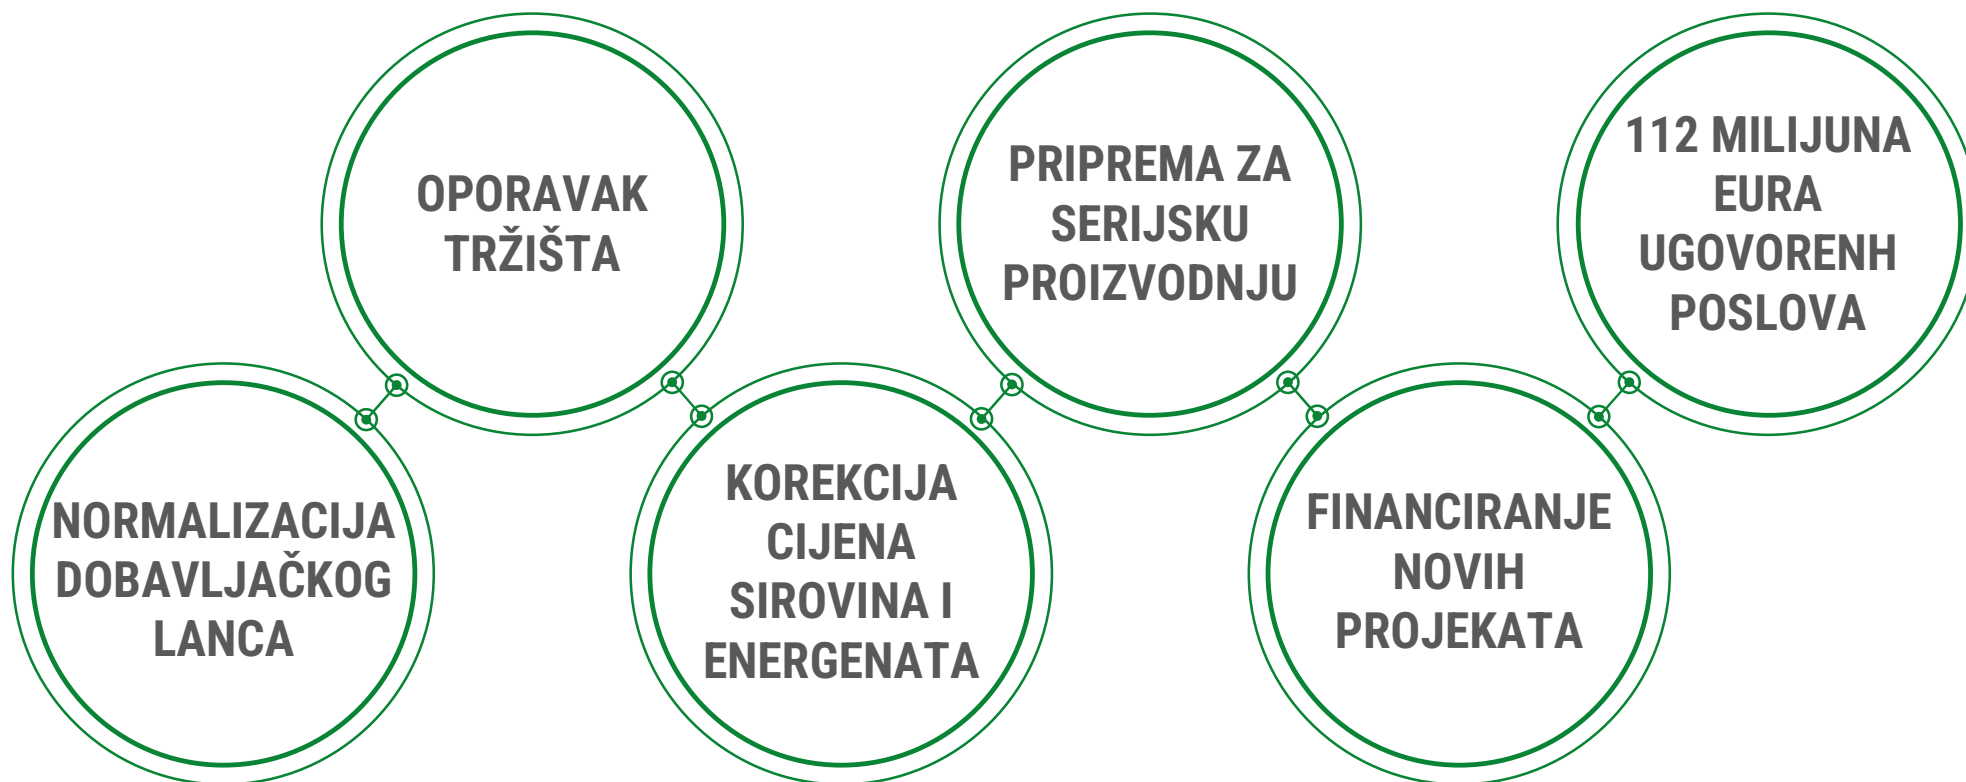 NORMALIZACIJA
DOBAVLJAČKOG
LANCA
OPORAVAK
TRŽIŠTA
KOREKCIJA
CIJENA
SIROVINA I
ENERGENATA
PRIPREMA ZA
SERIJSKU
PROIZVODNJU
FINANCIRANJE
NOVIH
PROJEKATA
112 MILIJUNA
EURA
UGOVORENH
POSLOVA